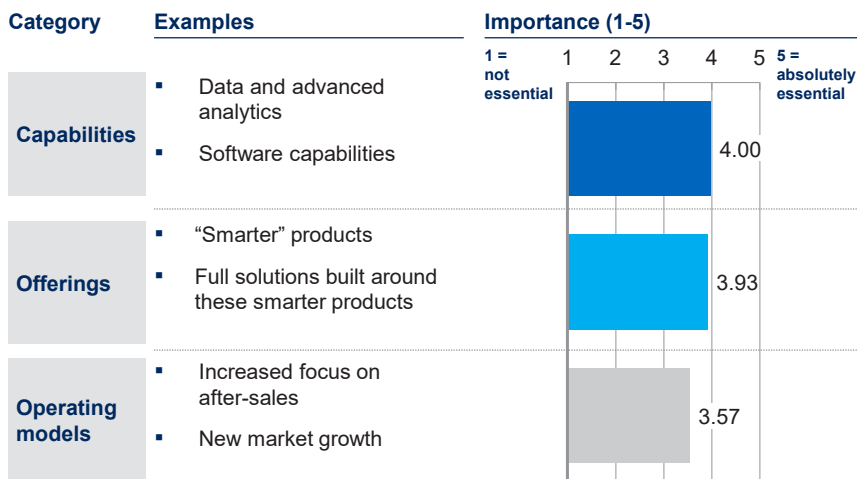 Category
Examples
Importance (1-5)
1 =
not
essential
1 2 3 4 5
5 =
absolutely
essential
Capabilities
▪ Data and advanced
analytics
▪ Software capabilities
4.00
Offerings
▪ “Smarter” products
▪ Full solutions built around
these smarter products
3.93
Operating
models
▪ Increased focus on
after-sales
▪ New market growth
3.57